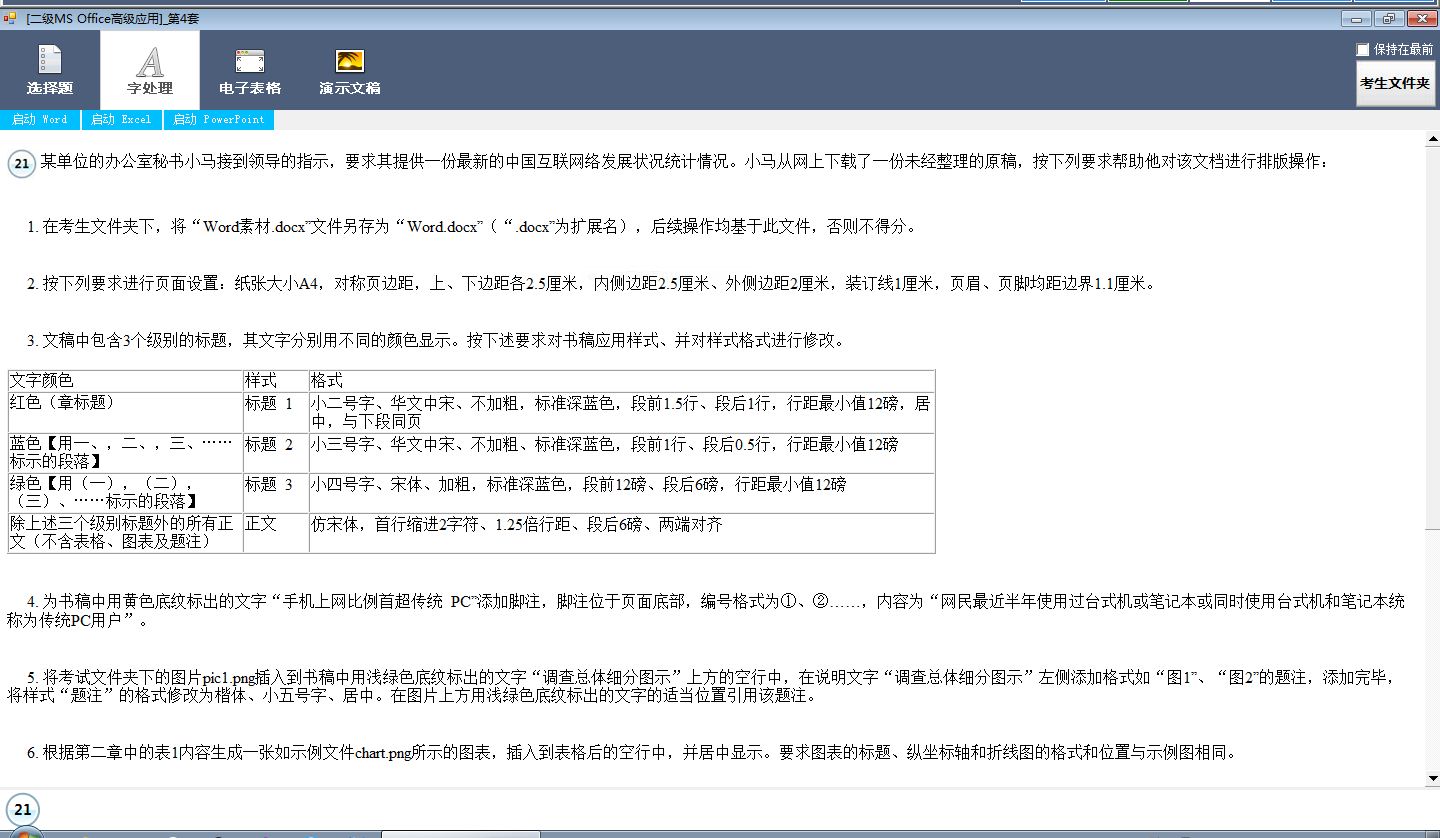 [二级MS Office高级应用]_第4套
选择题
字处理
电子表格
演示文稿
保持在最前
考生文件夹
启动 Word
启动 Excel
启动 PowerPoint
21 某单位的办公室秘书小马接到领导的指示，要求其提供一份最新的中国互联网络发展状况统计情况。小马从网上下载了一份未经整理的原稿，按下列要求帮助他对该文档进行排版操作：
1. 在考生文件夹下，将“Word素材.docx”文件另存为“Word.docx”（“.docx”为扩展名），后续操作均基于此文件，否则不得分。
2. 按下列要求进行页面设置：纸张大小A4，对称页边距，上、下边距各2.5厘米，内侧边距2.5厘米、外侧边距2厘米，装订线1厘米，页眉、页脚均距边界1.1厘米。
3. 文稿中包含3个级别的标题，其文字分别用不同的颜色显示。按下述要求对书稿应用样式、并对样式格式进行修改。
文字颜色 样式 格式
红色（章标题） 标题 1 小二号字、华文中宋、不加粗，标准深蓝色，段前1.5行、段后1行，行距最小值12磅，居
中，与下段同页
蓝色【用一、，二、，三、…… 标题 2 小三号字、华文中宋、不加粗、标准深蓝色，段前1行、段后0.5行，行距最小值12磅
标示的段落】
绿色【用（一），（二）， 标题 3 小四号字、宋体、加粗，标准深蓝色，段前12磅、段后6磅，行距最小值12磅
（三）、……标示的段落】
除上述三个级别标题外的所有正 正文 仿宋体，首行缩进2字符、1.25倍行距、段后6磅、两端对齐
文（不含表格、图表及题注）
4. 为书稿中用黄色底纹标出的文字“手机上网比例首超传统 PC”添加脚注，脚注位于页面底部，编号格式为①、②……，内容为“网民最近半年使用过台式机或笔记本或同时使用台式机和笔记本统
称为传统PC用户”。
5. 将考试文件夹下的图片pic1.png插入到书稿中用浅绿色底纹标出的文字“调查总体细分图示”上方的空行中，在说明文字“调查总体细分图示”左侧添加格式如“图1”、“图2”的题注，添加完毕，
将样式“题注”的格式修改为楷体、小五号字、居中。在图片上方用浅绿色底纹标出的文字的适当位置引用该题注。
6. 根据第二章中的表1内容生成一张如示例文件chart.png所示的图表，插入到表格后的空行中，并居中显示。要求图表的标题、纵坐标轴和折线图的格式和位置与示例图相同。
21